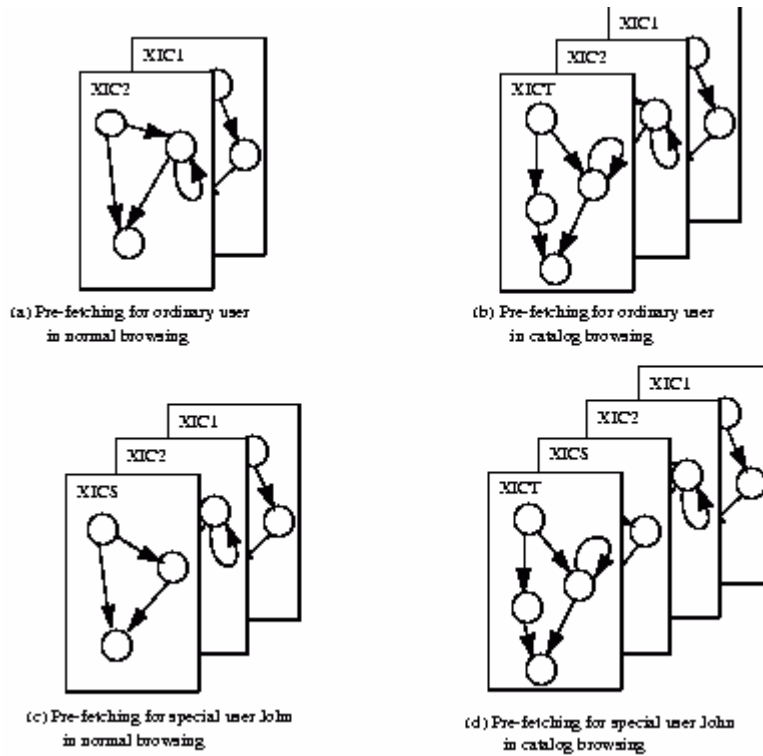 XIC1
XIC2
(a) Pre-fetching for ordinary user
in normal browsing
XIC1
XIC2
XICT
(b) Pre-fetching for ordinary user
in catalog browsing
XIC1
XIC2
XICS
(c) Pre-fetching for special user John
in normal browsing
XIC1
XIC2
XICS
XICT
(d) Pre-fetching for special user John
in catalog browsing